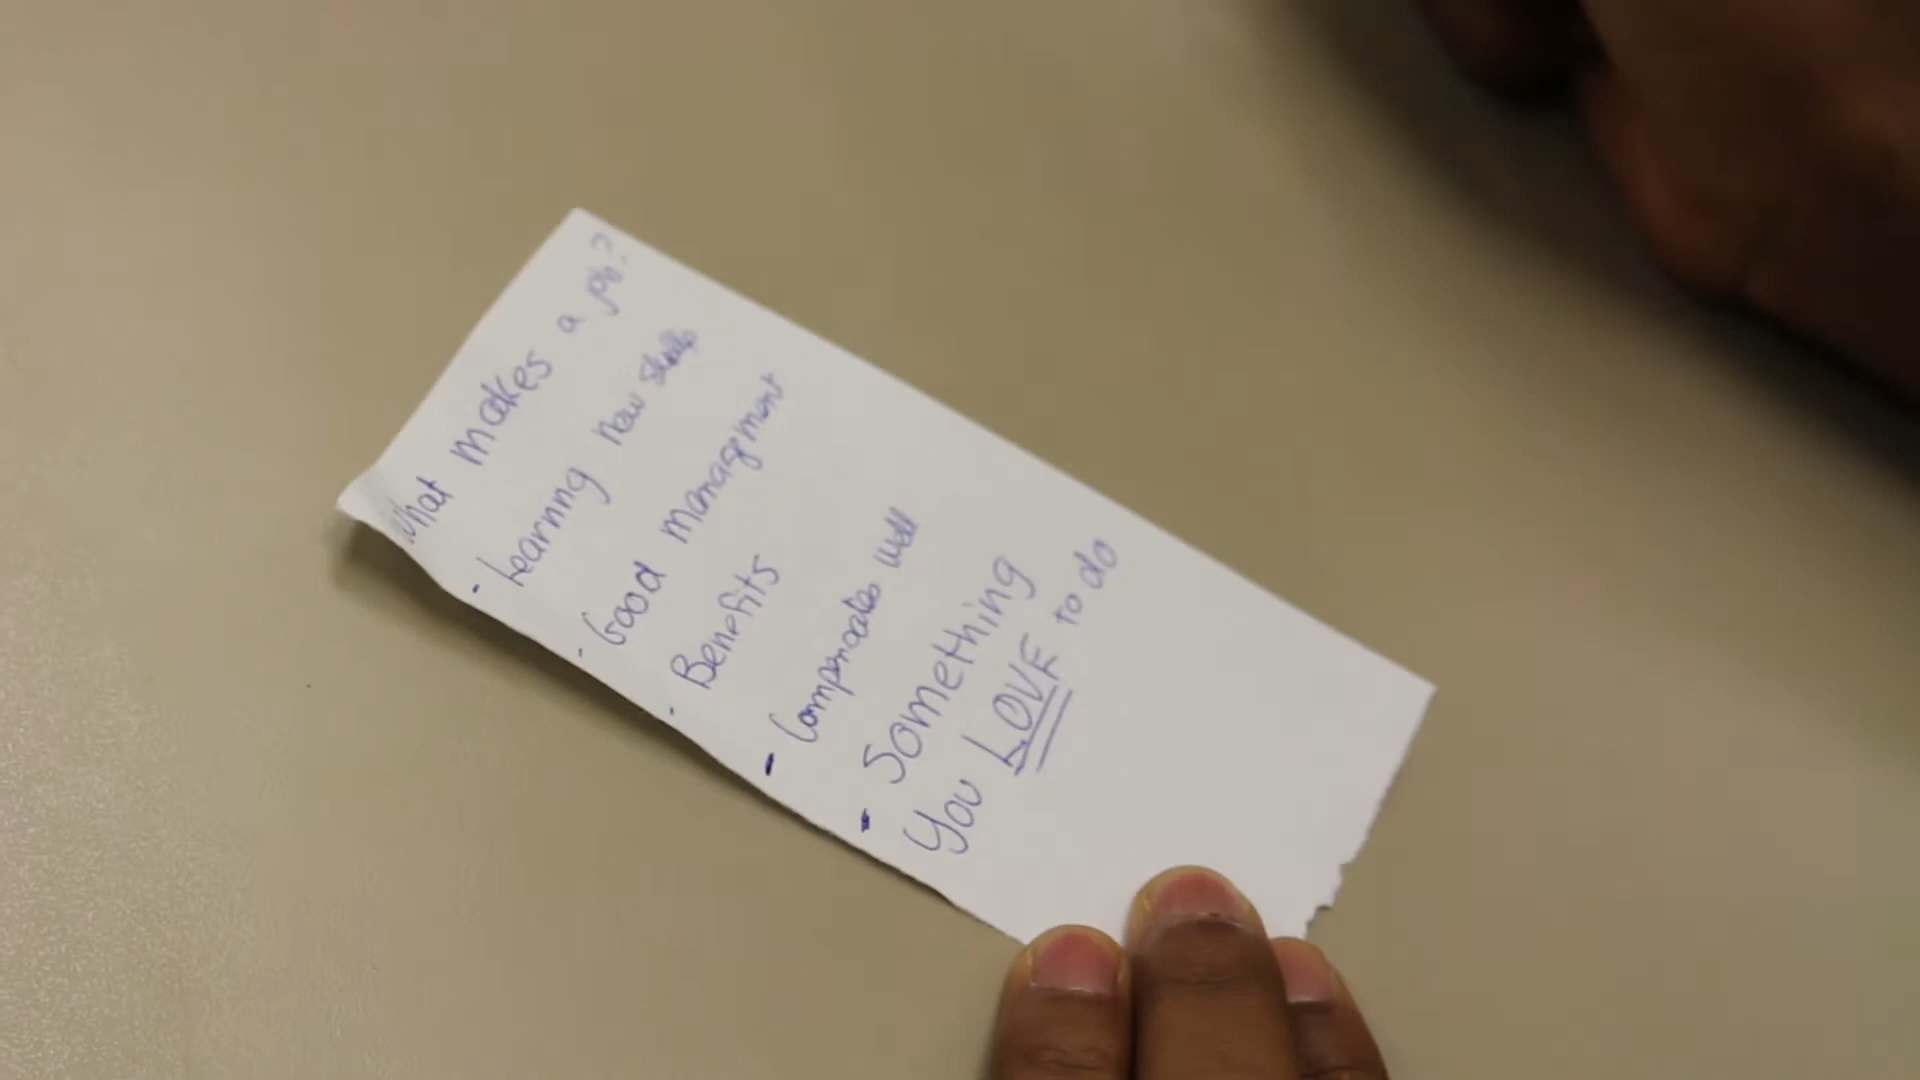 What makes a job?
· Learning new skills
· Good management
· Benefits
- Compensates well
- Something
You LOVE to do